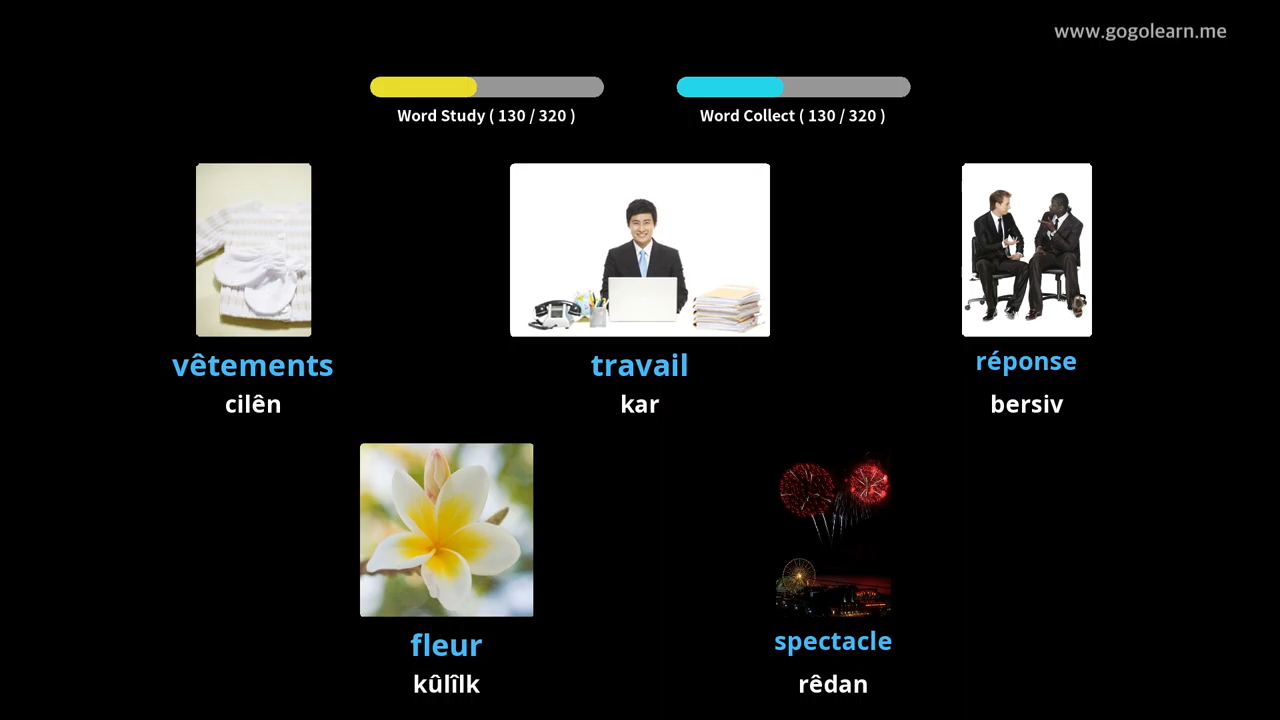 www.gogolearn.me
Word Study ( 130 / 320 )
Word Collect ( 130 / 320 )
vêtements
cilên
travail
kar
réponse
bersiv
fleur
kûlîlk
spectacle
rêdan